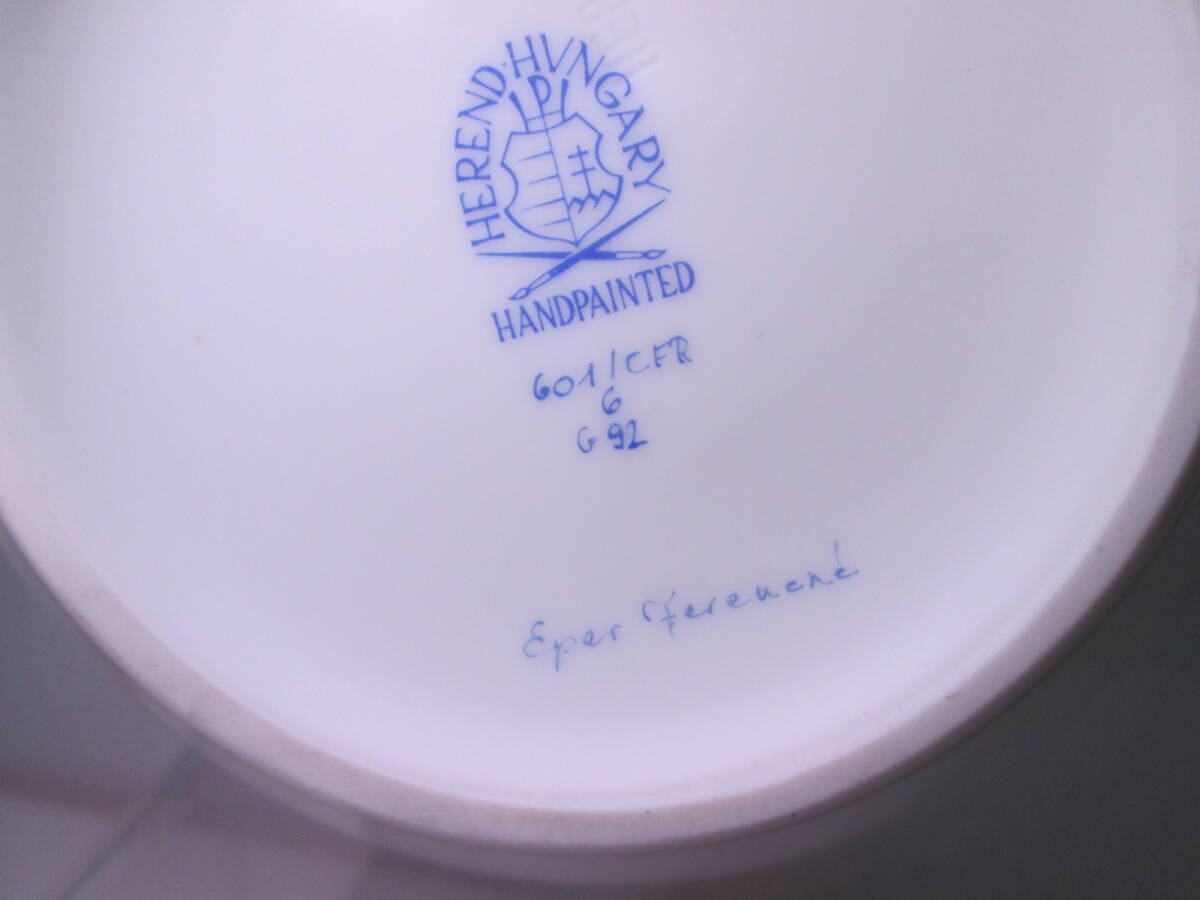 HEREND·HVNGARY
HANDPAINTED
601/CFR
6
G 92
Eper Ferencné